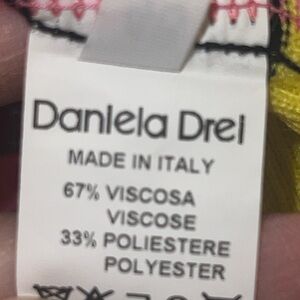 Daniela Drei
MADE IN ITALY
67% VISCOSA
VISCOSE
33% POLIESTERE
POLYESTER